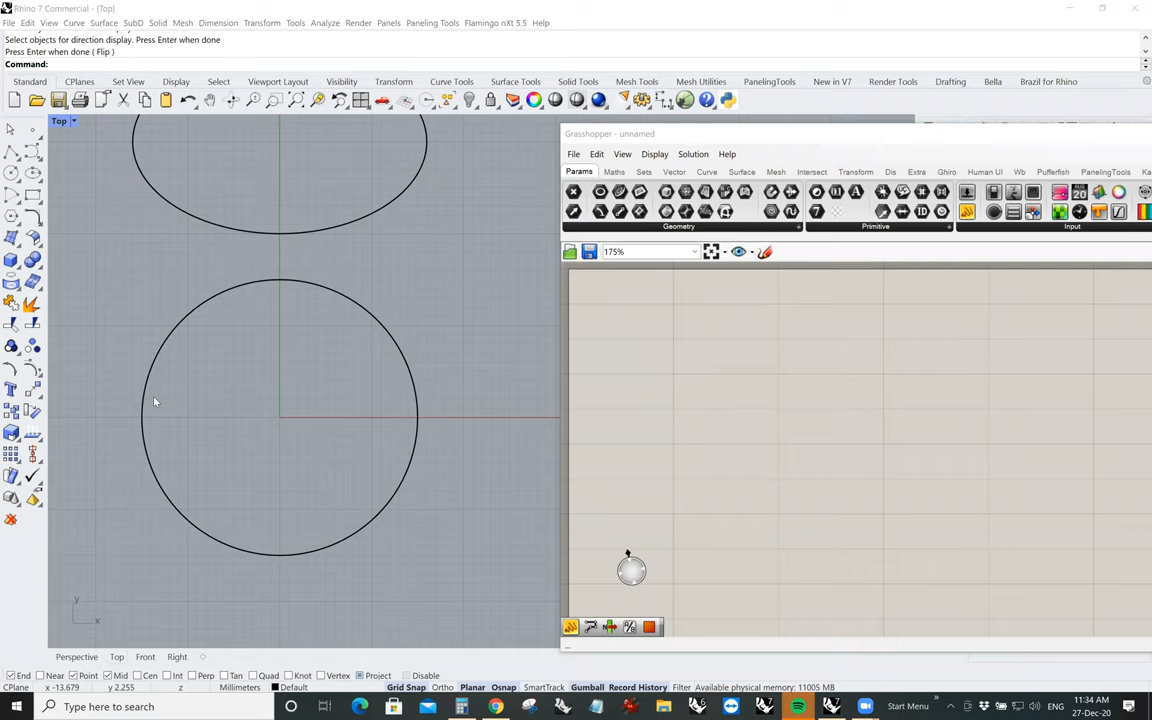 Rhino 7 Commercial - [Top]
File Edit View Curve Surface SubD Solid Mesh Dimension Transform Tools Analyze Render Panels Paneling Tools Flamingo nXt 5.5 Help
Select objects for direction display. Press Enter when done
Press Enter when done ( Flip )
Command:
Standard CPlanes Set View Display Select Viewport Layout Visibility Transform Curve Tools Surface Tools Solid Tools Mesh Tools Mesh Utilities PanelingTools New in V7 Render Tools Drafting Bella Brazil for Rhino
Top
Grasshopper - unnamed
File Edit View Display Solution Help
Params Maths Sets Vector Curve Surface Mesh Intersect Transform Dis Extra Ghiro Human UI Wb Pufferfish PanelingTools Ka
Geometry Primitive Input
175%
y
x
...
Perspective Top Front Right
End Near Point Mid Cen Int Perp Tan Quad Knot Vertex Project Disable
CPlane x -13.679 y 2.255 z Millimeters Default Grid Snap Ortho Planar Osnap SmartTrack Gumball Record History Filter Available physical memory: 11005 MB
Type here to search
Start Menu
ENG
11:34 AM
27-Dec-20